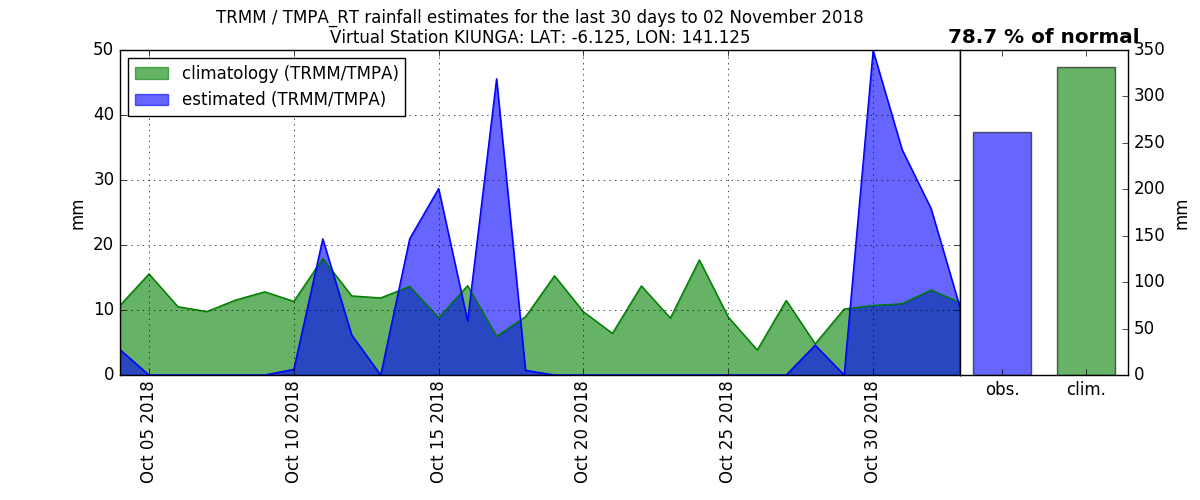 TRMM / TMPA_RT rainfall estimates for the last 30 days to 02 November 2018
Virtual Station KIUNGA: LAT: -6.125, LON: 141.125
78.7 % of normal
climatology (TRMM/TMPA)
estimated (TRMM/TMPA)
50
40
30
20
10
0
mm
Oct 05 2018
Oct 10 2018
Oct 15 2018
Oct 20 2018
Oct 25 2018
Oct 30 2018
350
300
250
200
150
100
50
0
mm
obs.
clim.